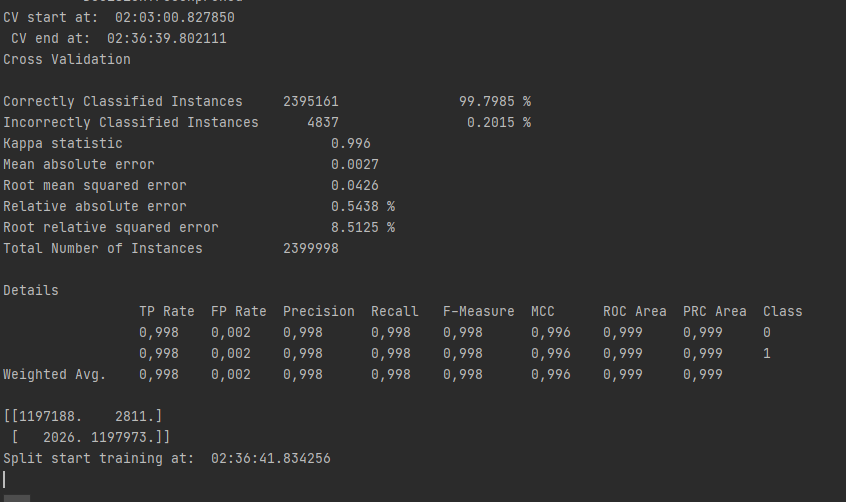 CV start at:  02:03:00.827850
 CV end at:  02:36:39.802111
Cross Validation
Correctly Classified Instances     2395161               99.7985 %
Incorrectly Classified Instances      4837                0.2015 %
Kappa statistic                          0.996
Mean absolute error                      0.0027
Root mean squared error                  0.0426
Relative absolute error                  0.5438 %
Root relative squared error              8.5125 %
Total Number of Instances          2399998
Details
                 TP Rate  FP Rate  Precision  Recall   F-Measure  MCC      ROC Area  PRC Area  Class
                 0,998    0,002    0,998      0,998    0,998      0,996    0,999     0,999     0
                 0,998    0,002    0,998      0,998    0,998      0,996    0,999     0,999     1
Weighted Avg.    0,998    0,002    0,998      0,998    0,998      0,996    0,999     0,999
[[1197188.    2811.]
 [   2026. 1197973.]]
Split start training at:  02:36:41.834256